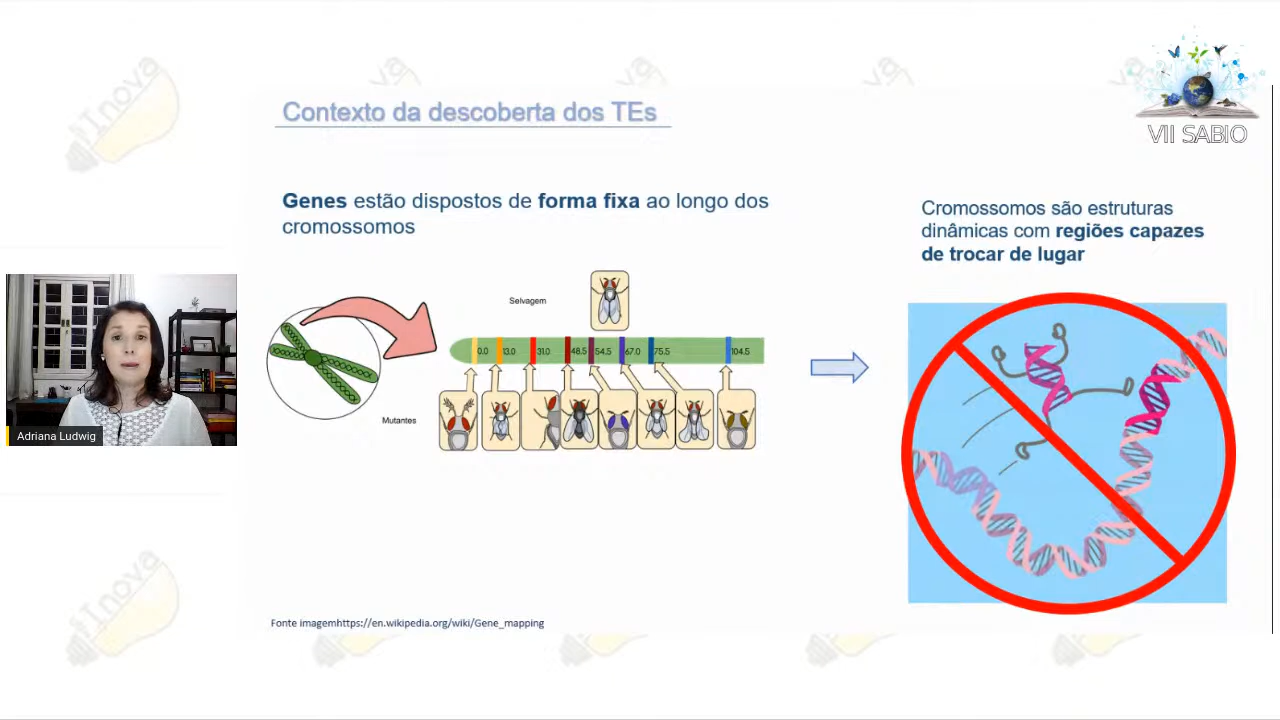 VII SABIO
Contexto da descoberta dos TEs
Genes estão dispostos de forma fixa ao longo dos
cromossomos
Cromossomos são estruturas
dinâmicas com regiões capazes
de trocar de lugar
Selvagem
0.0 13.0 31.0 48.5 54.5 67.0 75.5 104.5
Mutantes
Adriana Ludwig
Fonte imagemhttps://en.wikipedia.org/wiki/Gene_mapping
Inova
Inova